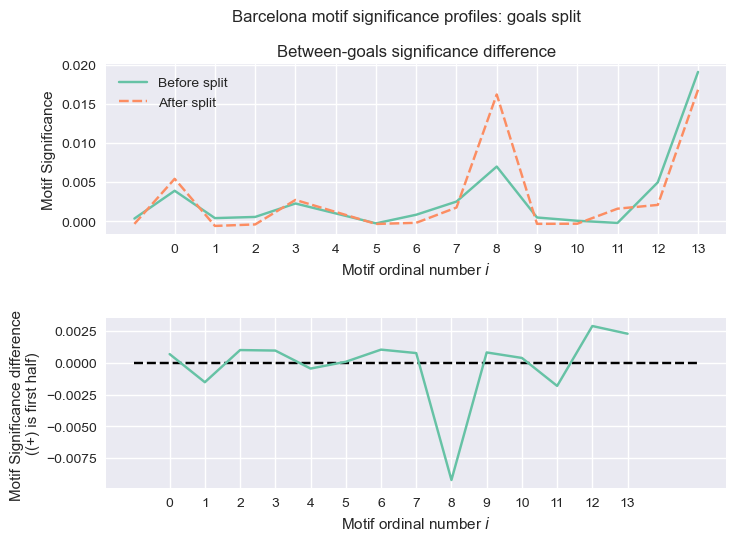 Barcelona motif significance profiles: goals split
Between-goals significance difference
Motif Significance
0.020
0.015
0.010
0.005
0.000
Before split
After split
0 1 2 3 4 5 6 7 8 9 10 11 12 13
Motif ordinal number i
Motif Significance difference
((+) is first half)
0.0025
0.0000
−0.0025
−0.0050
−0.0075
0 1 2 3 4 5 6 7 8 9 10 11 12 13
Motif ordinal number i